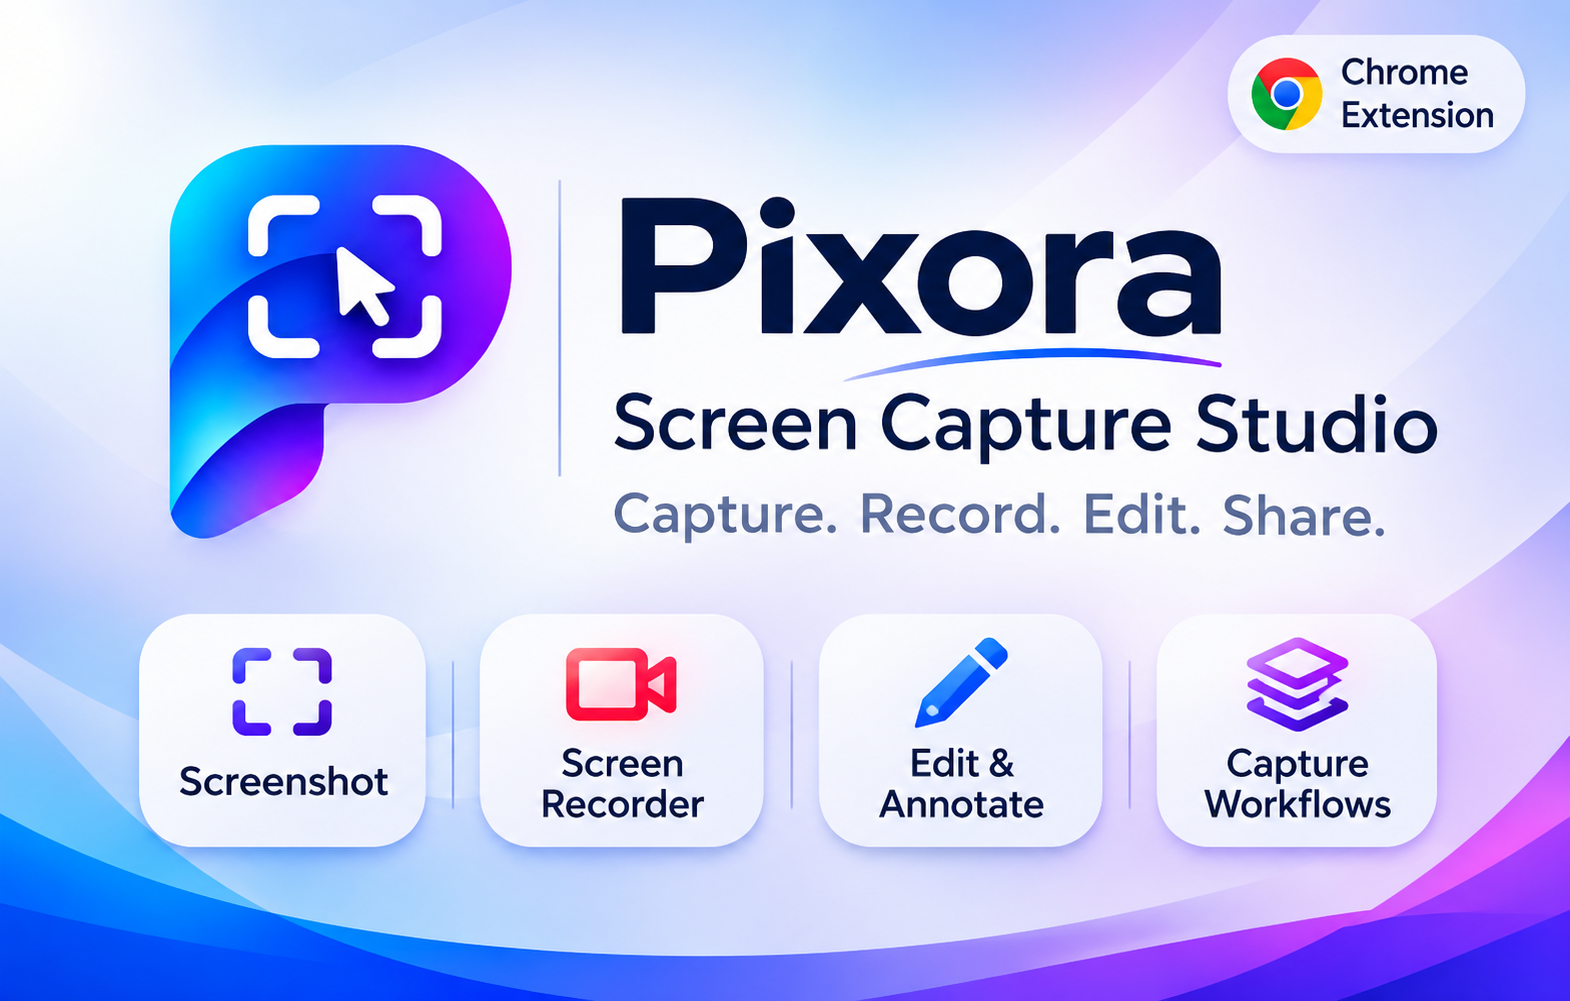 Chrome
Extension
Pixora
Screen Capture Studio
Capture. Record. Edit. Share.
Screenshot
Screen
Recorder
Edit &
Annotate
Capture
Workflows